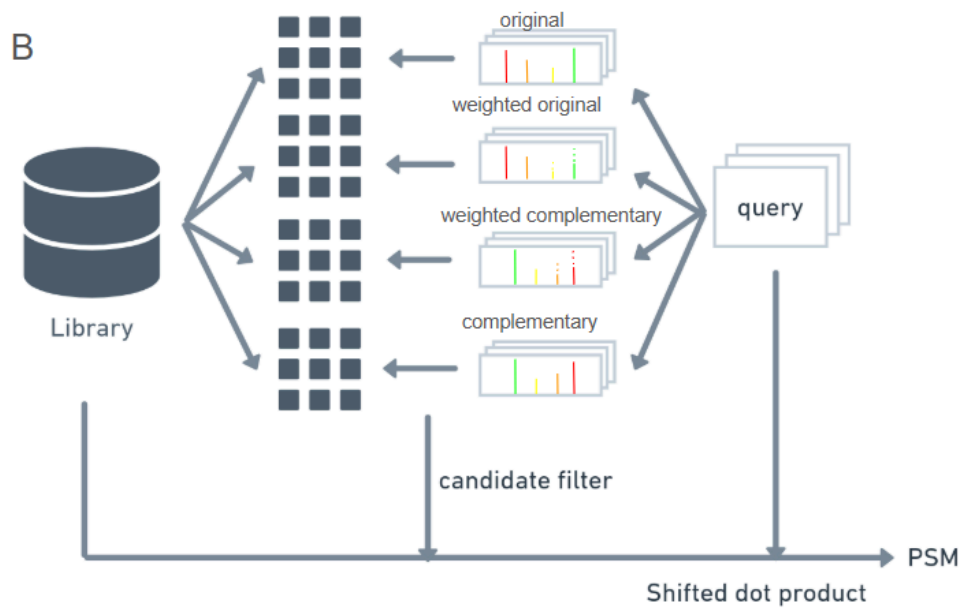 B
original
weighted original
weighted complementary
query
Library
complementary
candidate filter
PSM
Shifted dot product